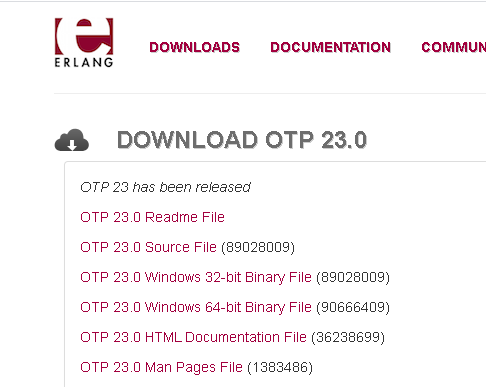 e
ERLANG
DOWNLOADS DOCUMENTATION COMMUN
DOWNLOAD OTP 23.0
OTP 23 has been released
OTP 23.0 Readme File
OTP 23.0 Source File (89028009)
OTP 23.0 Windows 32-bit Binary File (89028009)
OTP 23.0 Windows 64-bit Binary File (90666409)
OTP 23.0 HTML Documentation File (36238699)
OTP 23.0 Man Pages File (1383486)